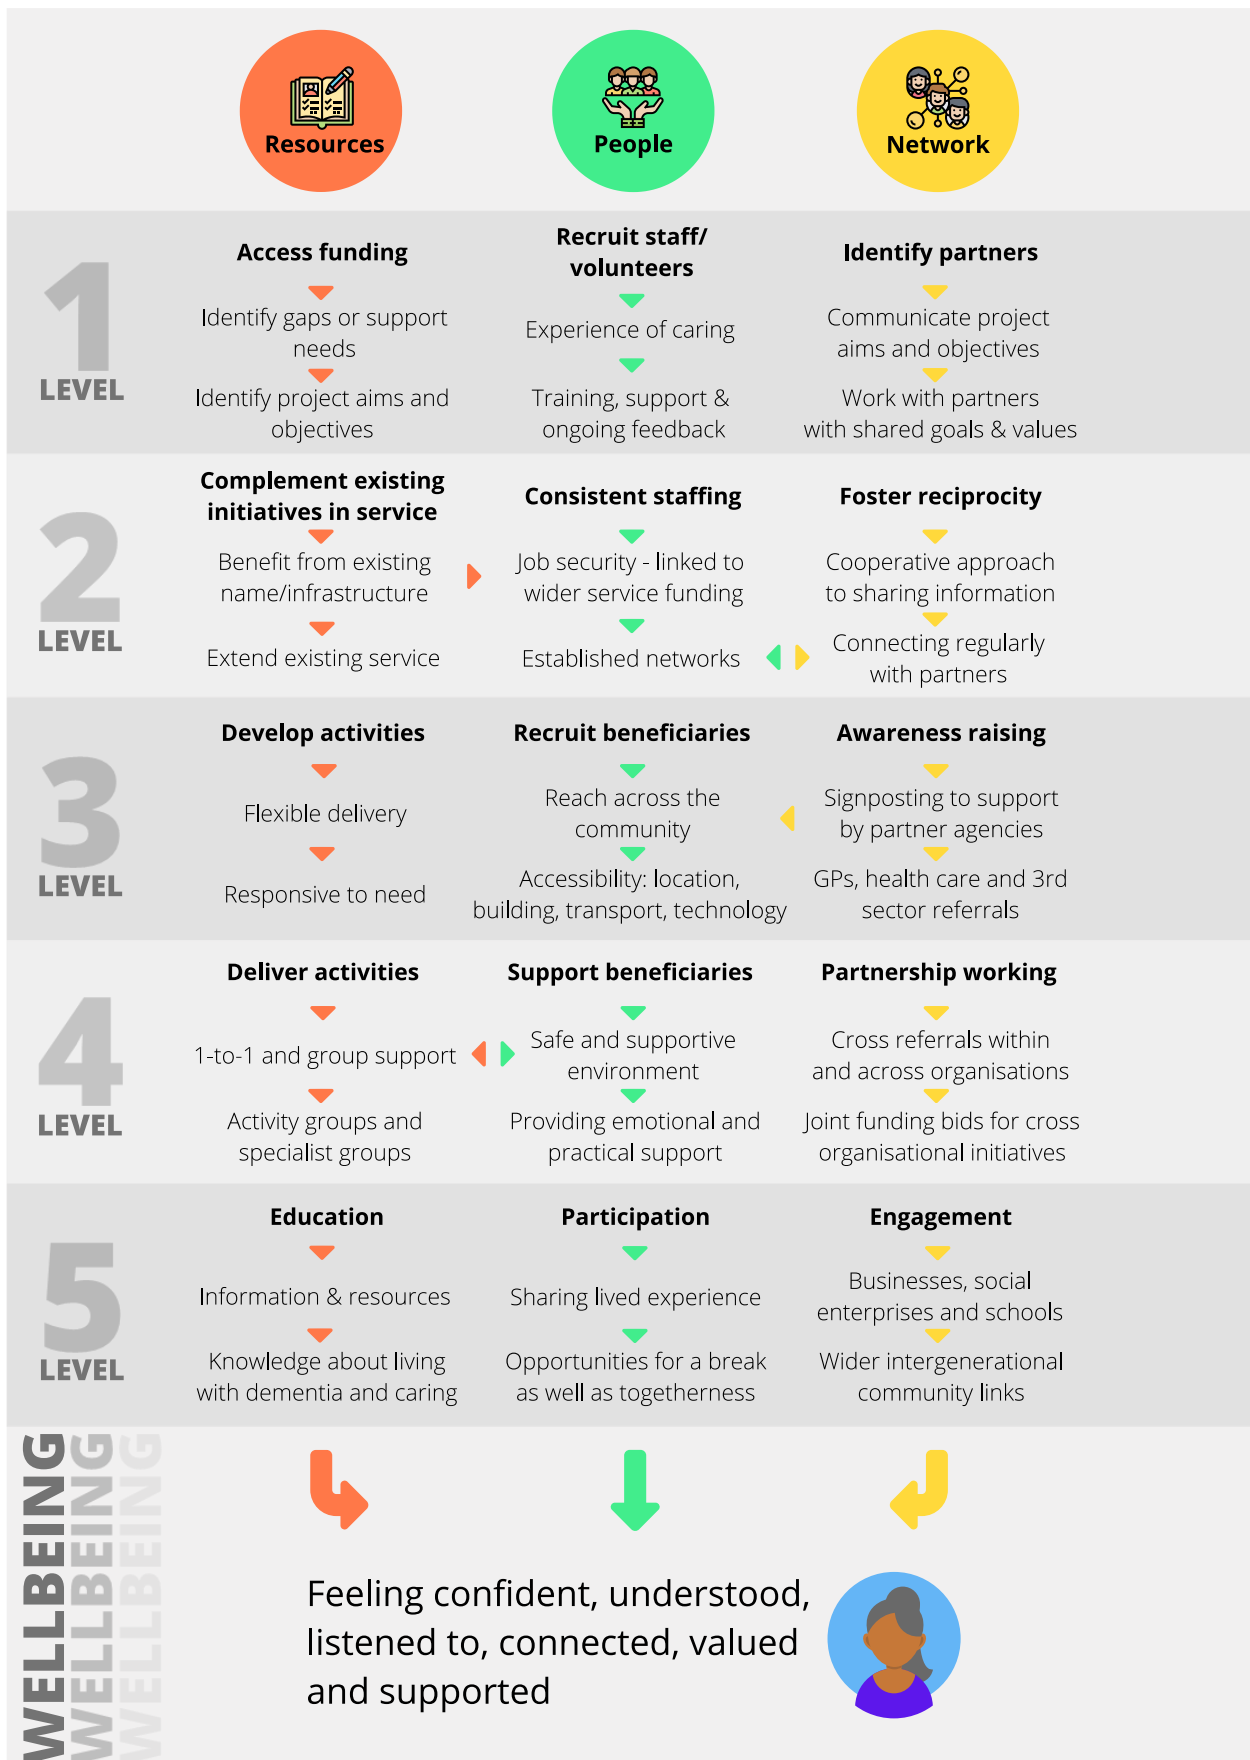 Resources
People
Network
1
LEVEL
Access funding
Identify gaps or support
needs
Identify project aims and
objectives
Recruit staff/
volunteers
Experience of caring
Training, support &
ongoing feedback
Identify partners
Communicate project
aims and objectives
Work with partners
with shared goals & values
2
LEVEL
Complement existing
initiatives in service
Benefit from existing
name/infrastructure
Extend existing service
Consistent staffing
Job security - linked to
wider service funding
Established networks
Foster reciprocity
Cooperative approach
to sharing information
Connecting regularly
with partners
3
LEVEL
Develop activities
Flexible delivery
Responsive to need
Recruit beneficiaries
Reach across the
community
Accessibility: location,
building, transport, technology
Awareness raising
Signposting to support
by partner agencies
GPs, health care and 3rd
sector referrals
4
LEVEL
Deliver activities
1-to-1 and group support
Activity groups and
specialist groups
Support beneficiaries
Safe and supportive
environment
Providing emotional and
practical support
Partnership working
Cross referrals within
and across organisations
Joint funding bids for cross
organisational initiatives
5
LEVEL
Education
Information & resources
Knowledge about living
with dementia and caring
Participation
Sharing lived experience
Opportunities for a break
as well as togetherness
Engagement
Businesses, social
enterprises and schools
Wider intergenerational
community links
WELLBEING
WELLBEING
WELLBEING
Feeling confident, understood,
listened to, connected, valued
and supported